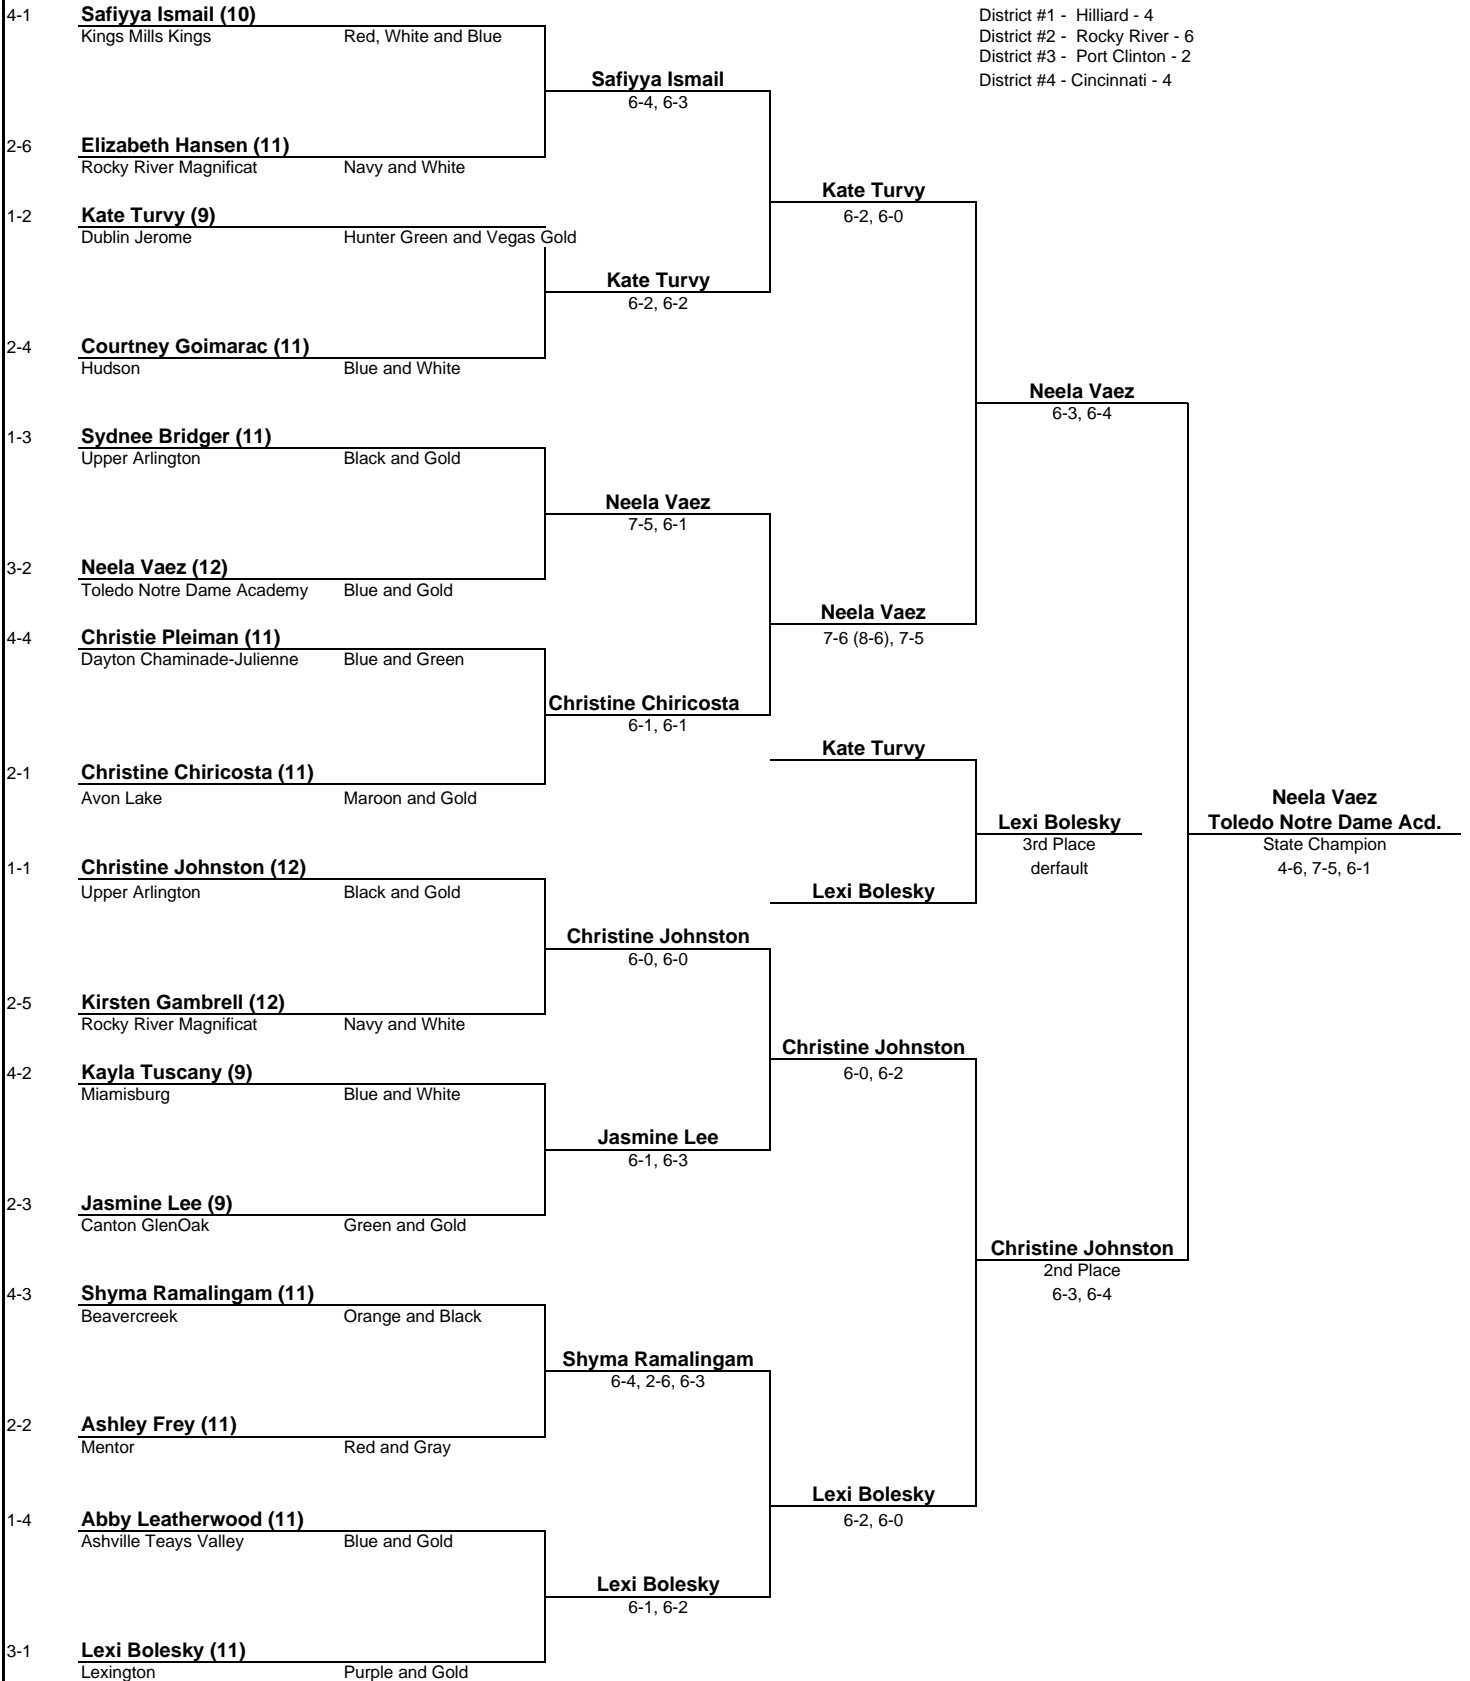 4-1 Safiyya Ismail (10)
Kings Mills Kings Red, White and Blue
District #1 - Hilliard - 4
District #2 - Rocky River - 6
District #3 - Port Clinton - 2
District #4 - Cincinnati - 4
Safiyya Ismail
6-4, 6-3
2-6 Elizabeth Hansen (11)
Rocky River Magnificat Navy and White
Kate Turvy
6-2, 6-0
1-2 Kate Turvy (9)
Dublin Jerome Hunter Green and Vegas Gold
Kate Turvy
6-2, 6-2
2-4 Courtney Goimarac (11)
Hudson Blue and White
Neela Vaez
6-3, 6-4
1-3 Sydnee Bridger (11)
Upper Arlington Black and Gold
Neela Vaez
7-5, 6-1
3-2 Neela Vaez (12)
Toledo Notre Dame Academy Blue and Gold
Neela Vaez
7-6 (8-6), 7-5
4-4 Christie Pleiman (11)
Dayton Chaminade-Julienne Blue and Green
Christine Chiricosta
6-1, 6-1
Kate Turvy
2-1 Christine Chiricosta (11)
Avon Lake Maroon and Gold
Neela Vaez
Toledo Notre Dame Acd.
State Champion
4-6, 7-5, 6-1
Lexi Bolesky
3rd Place
derfault
1-1 Christine Johnston (12)
Upper Arlington Black and Gold
Lexi Bolesky
Christine Johnston
6-0, 6-0
2-5 Kirsten Gambrell (12)
Rocky River Magnificat Navy and White
Christine Johnston
6-0, 6-2
4-2 Kayla Tuscany (9)
Miamisburg Blue and White
Jasmine Lee
6-1, 6-3
2-3 Jasmine Lee (9)
Canton GlenOak Green and Gold
Christine Johnston
2nd Place
6-3, 6-4
4-3 Shyma Ramalingam (11)
Beavercreek Orange and Black
Shyma Ramalingam
6-4, 2-6, 6-3
2-2 Ashley Frey (11)
Mentor Red and Gray
Lexi Bolesky
6-2, 6-0
1-4 Abby Leatherwood (11)
Ashville Teays Valley Blue and Gold
Lexi Bolesky
6-1, 6-2
3-1 Lexi Bolesky (11)
Lexington Purple and Gold